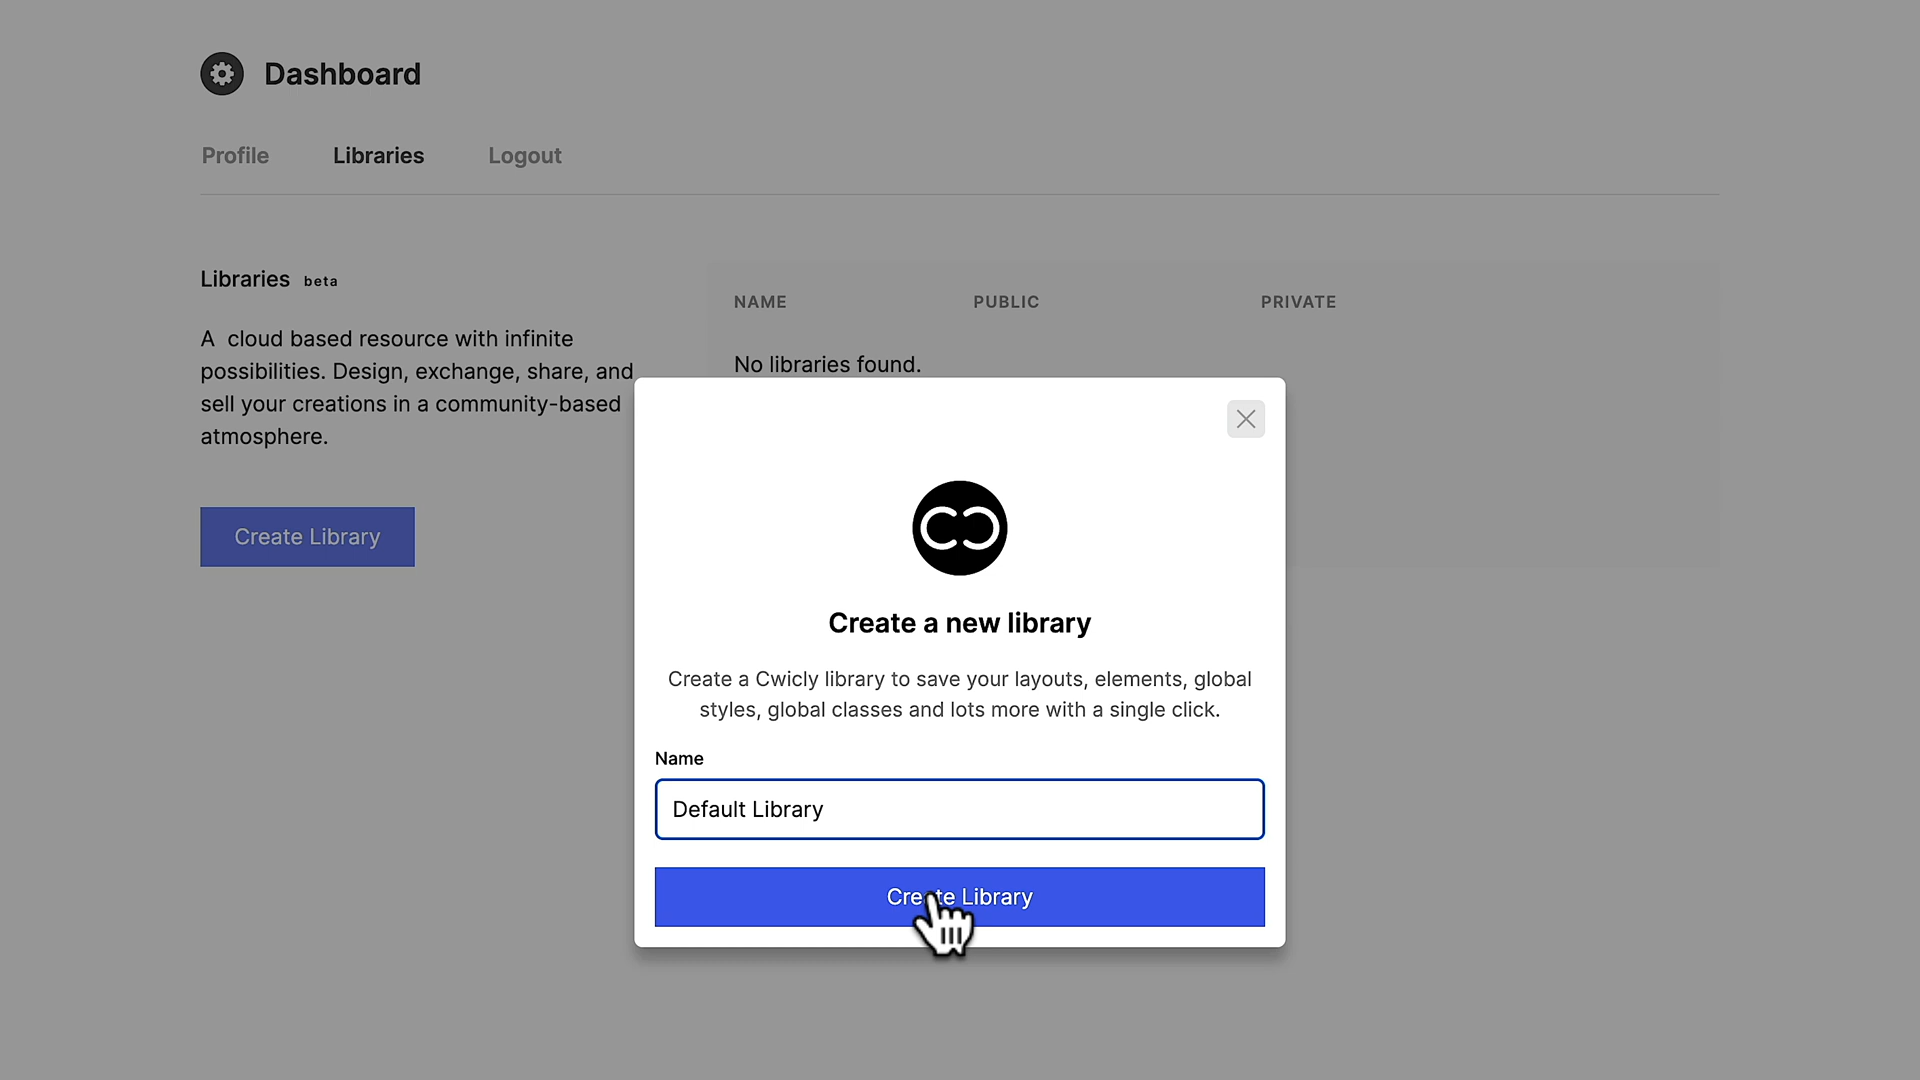 Dashboard
Profile Libraries Logout
Libraries beta
A cloud based resource with infinite
possibilities. Design, exchange, share, and
sell your creations in a community-based
atmosphere.
Create Library
NAME PUBLIC PRIVATE
No libraries found.
Create a new library
Create a Cwicly library to save your layouts, elements, global
styles, global classes and lots more with a single click.
Name
Default Library
Create Library